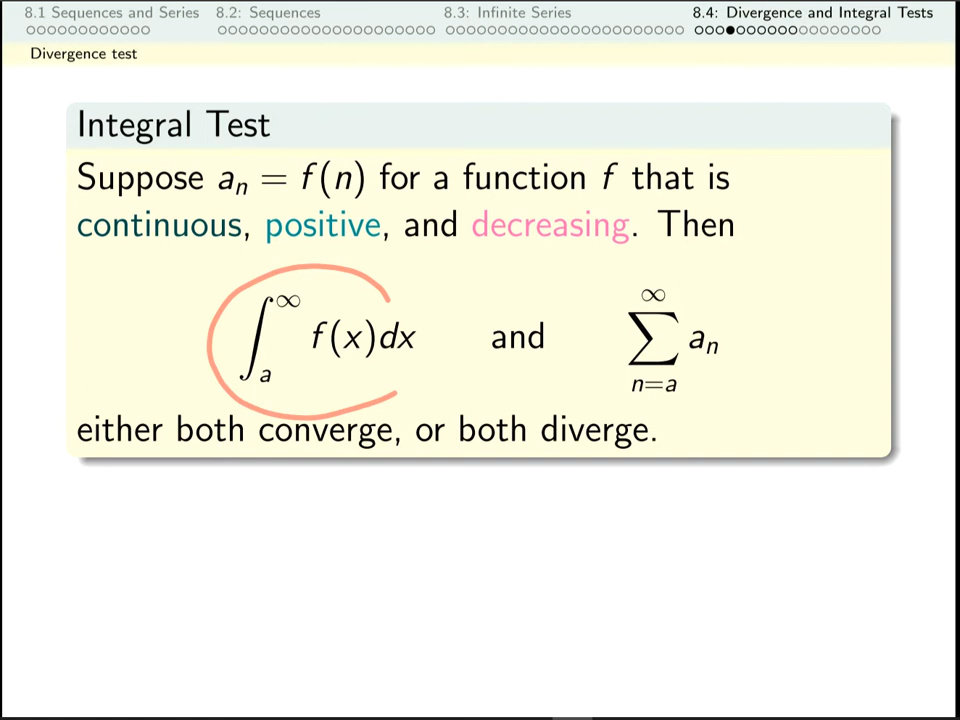 8.1 Sequences and Series 8.2: Sequences 8.3: Infinite Series 8.4: Divergence and Integral Tests
Divergence test
Integral Test
Suppose aₙ = f(n) for a function f that is
continuous, positive, and decreasing. Then
∫ₐ^∞ f(x)dx and ∑ₙ₌ₐ^∞ aₙ
either both converge, or both diverge.